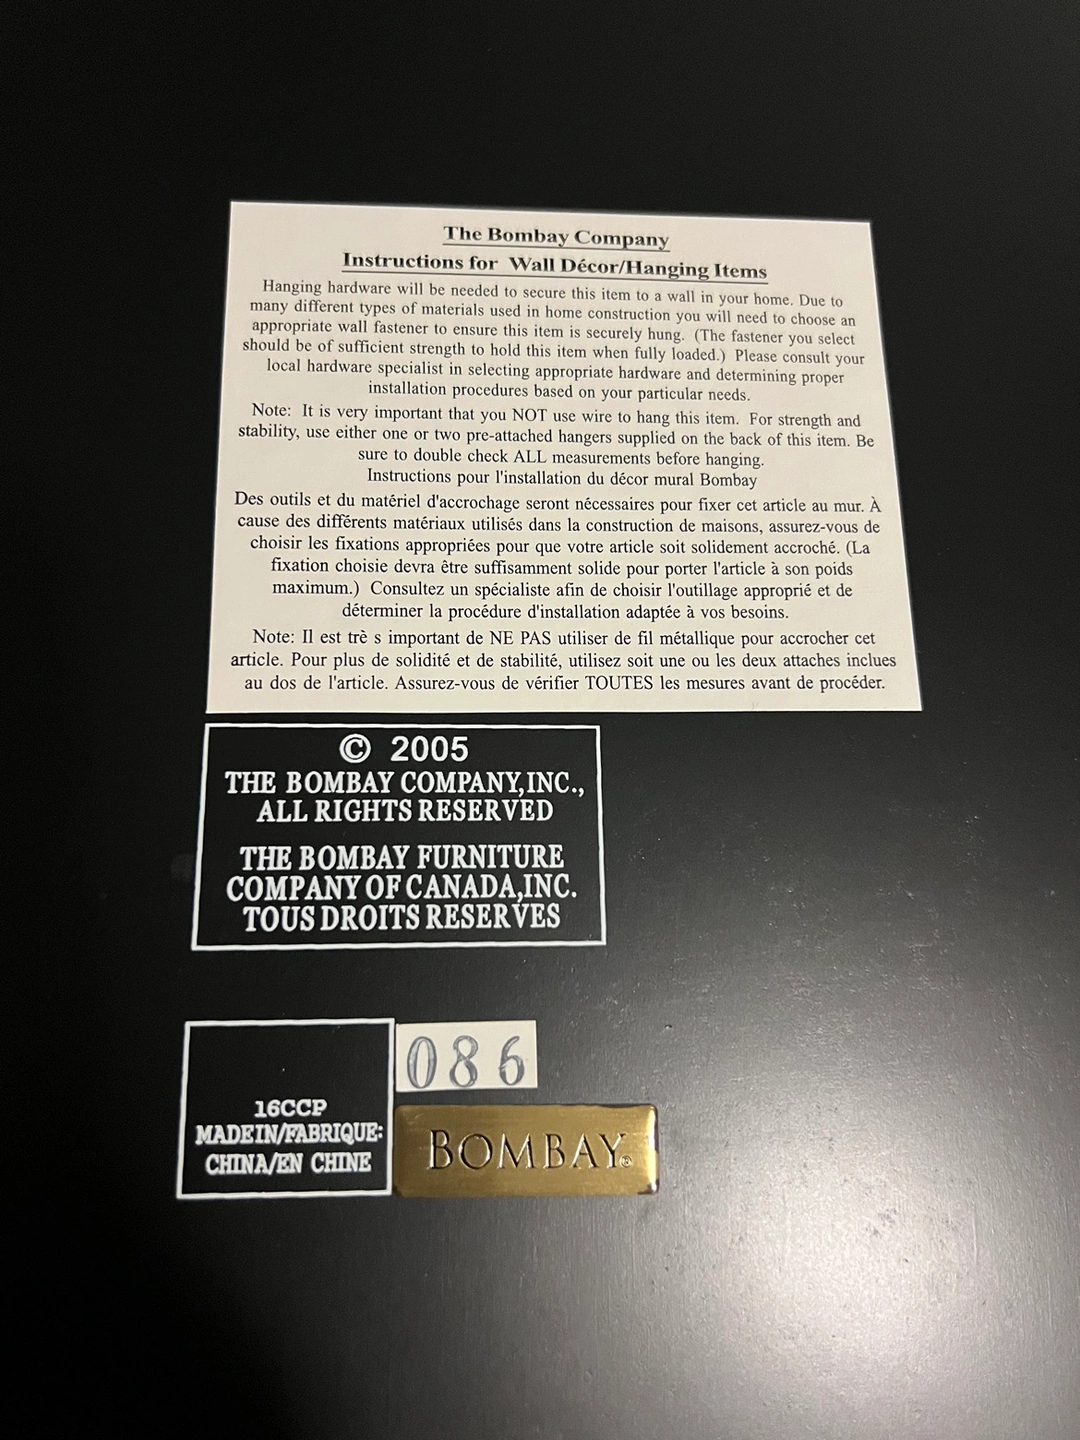 The Bombay Company
Instructions for Wall Décor/Hanging Items
Hanging hardware will be needed to secure this item to a wall in your home. Due to
many different types of materials used in home construction you will need to choose an
appropriate wall fastener to ensure this item is securely hung. (The fastener you select
should be of sufficient strength to hold this item when fully loaded.) Please consult your
local hardware specialist in selecting appropriate hardware and determining proper
installation procedures based on your particular needs.
Note: It is very important that you NOT use wire to hang this item. For strength and
stability, use either one or two pre-attached hangers supplied on the back of this item. Be
sure to double check ALL measurements before hanging.
Instructions pour l'installation du décor mural Bombay
Des outils et du matériel d'accrochage seront nécessaires pour fixer cet article au mur. À
cause des différents matériaux utilisés dans la construction de maisons, assurez-vous de
choisir les fixations appropriées pour que votre article soit solidement accroché. (La
fixation choisie devra être suffisamment solide pour porter l'article à son poids
maximum.) Consultez un spécialiste afin de choisir l'outillage approprié et de
déterminer la procédure d'installation adaptée à vos besoins.
Note: Il est trè s important de NE PAS utiliser de fil métallique pour accrocher cet
article. Pour plus de solidité et de stabilité, utilisez soit une ou les deux attaches inclues
au dos de l'article. Assurez-vous de vérifier TOUTES les mesures avant de procéder.
© 2005
THE BOMBAY COMPANY,INC.,
ALL RIGHTS RESERVED
THE BOMBAY FURNITURE
COMPANY OF CANADA,INC.
TOUS DROITS RESERVES
086
16CCP
MADEIN/FABRIQUE:
CHINA/EN CHINE
BOMBAY®